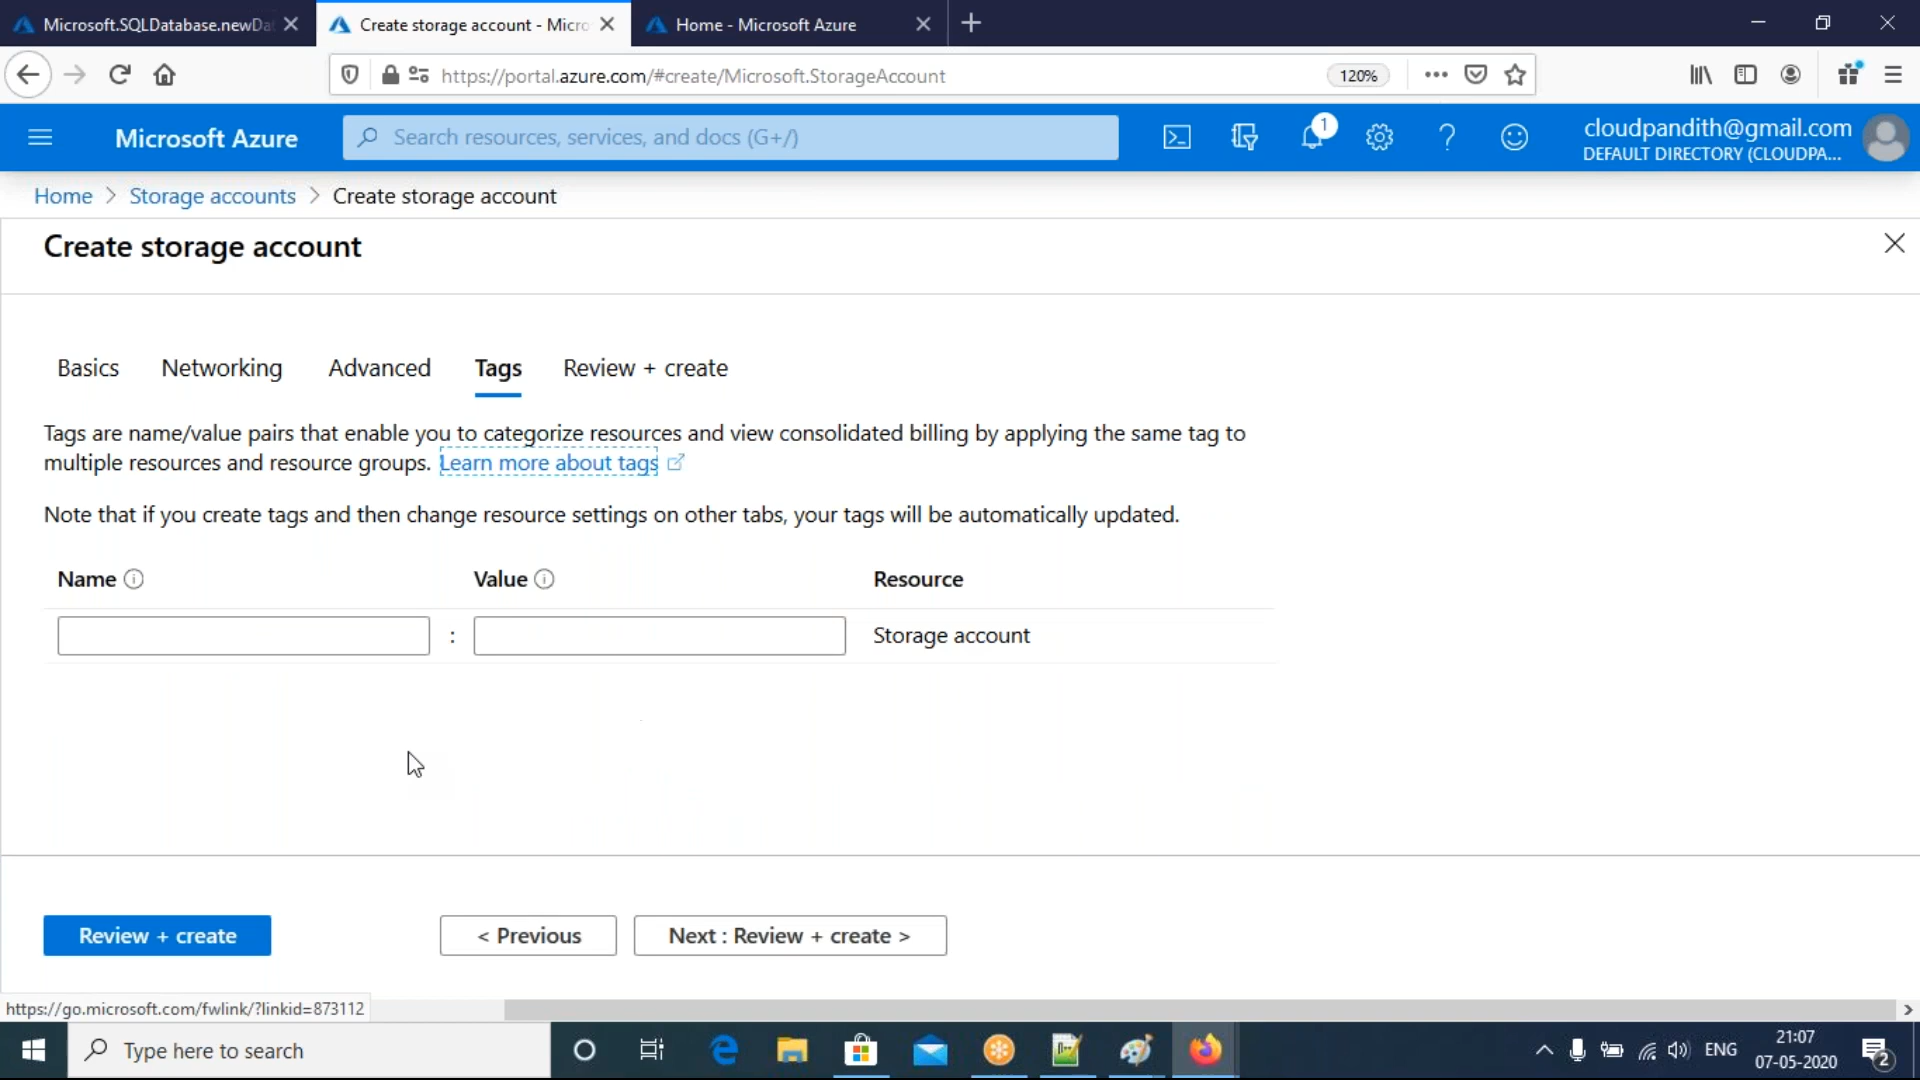 Microsoft.SQLDatabase.newDa
Create storage account - Micro
Home - Microsoft Azure
https://portal.azure.com/#create/Microsoft.StorageAccount
120%
Microsoft Azure
Search resources, services, and docs (G+/)
1
cloudpandith@gmail.com
DEFAULT DIRECTORY (CLOUDPA...
Home > Storage accounts > Create storage account
Create storage account
Basics Networking Advanced Tags Review + create
Tags are name/value pairs that enable you to categorize resources and view consolidated billing by applying the same tag to
multiple resources and resource groups. Learn more about tags
Note that if you create tags and then change resource settings on other tabs, your tags will be automatically updated.
Name Value Resource
: Storage account
Review + create < Previous Next : Review + create >
https://go.microsoft.com/fwlink/?linkid=873112
Type here to search
ENG
21:07
07-05-2020
2